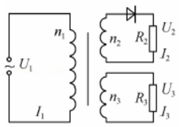 n₁
n₂
R₂
U₂
I₂
U₁
n₃
R₃
U₃
I₃
I₁